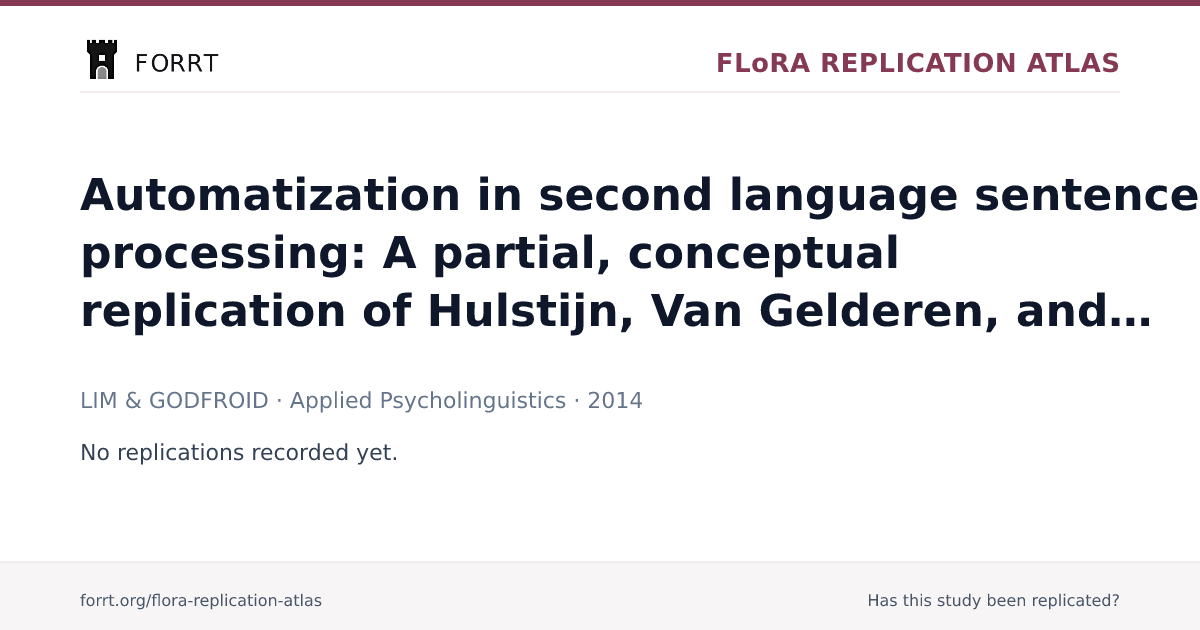 FORRT
FLoRA REPLICATION ATLAS
Automatization in second language sentence
processing: A partial, conceptual
replication of Hulstijn, Van Gelderen, and…
LIM & GODFROID · Applied Psycholinguistics · 2014
No replications recorded yet.
forrt.org/flora-replication-atlas
Has this study been replicated?